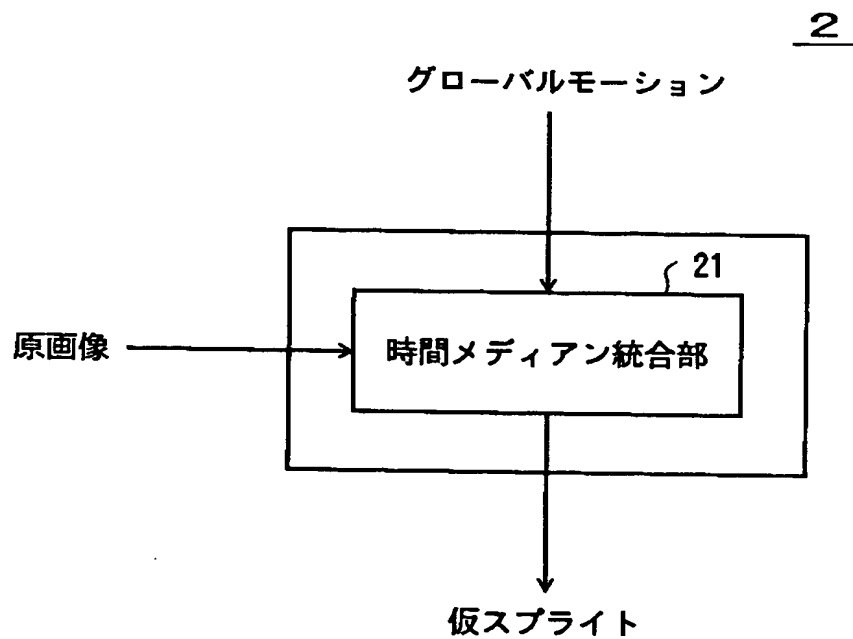 2
グローバルモーション
21
原画像
時間メディアン統合部
仮スプライト